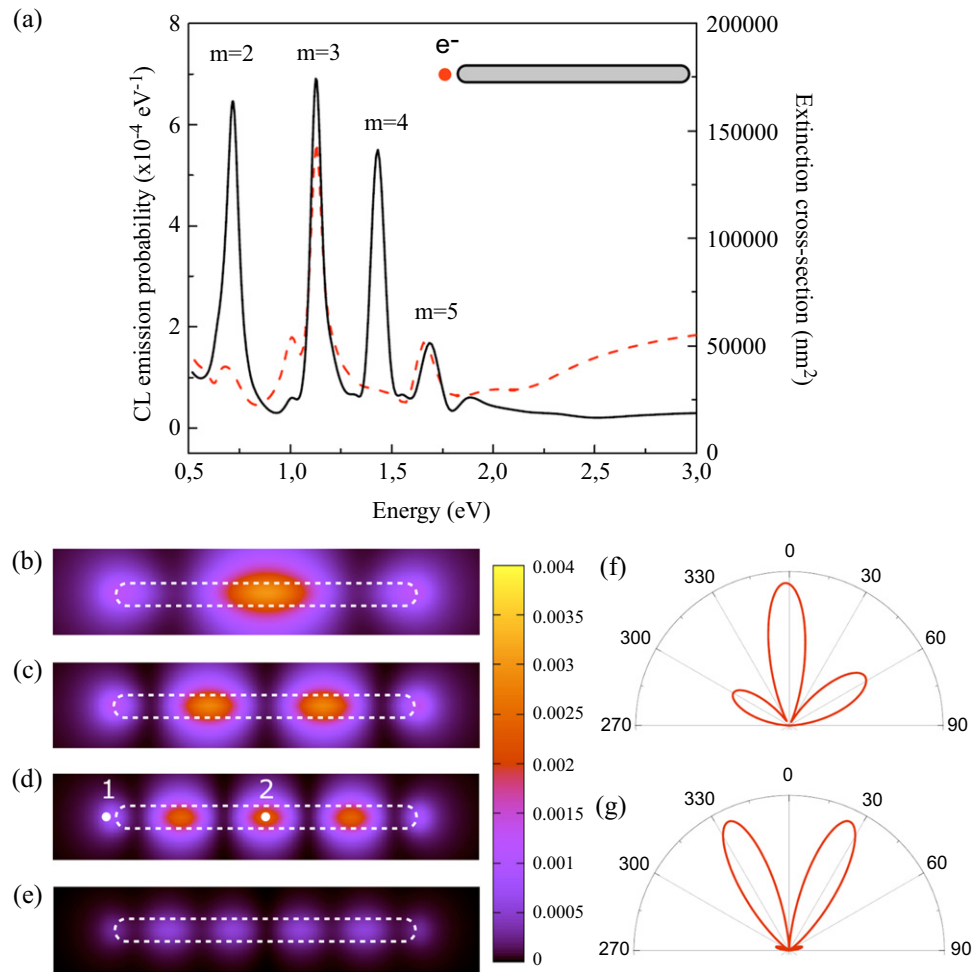 (a)
CL emission probability (x10⁻⁴ eV⁻¹)
8
6
4
2
0
m=2
m=3
m=4
m=5
e⁻
200000
150000
100000
50000
0
Extinction cross-section (nm²)
0,5
1,0
1,5
2,0
2,5
3,0
Energy (eV)
(b)
(c)
(d)
1
2
(e)
0.004
0.0035
0.003
0.0025
0.002
0.0015
0.001
0.0005
0
(f)
270
300
330
0
30
60
90
(g)
270
300
330
0
30
60
90